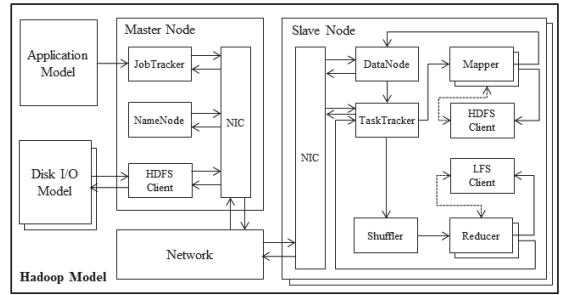 Master Node
Slave Node
Application
Model
JobTracker
NameNode
HDFS
Client
NIC
Disk I/O
Model
Network
NIC
DataNode
TaskTracker
Shuffler
Mapper
HDFS
Client
LFS
Client
Reducer
Hadoop Model